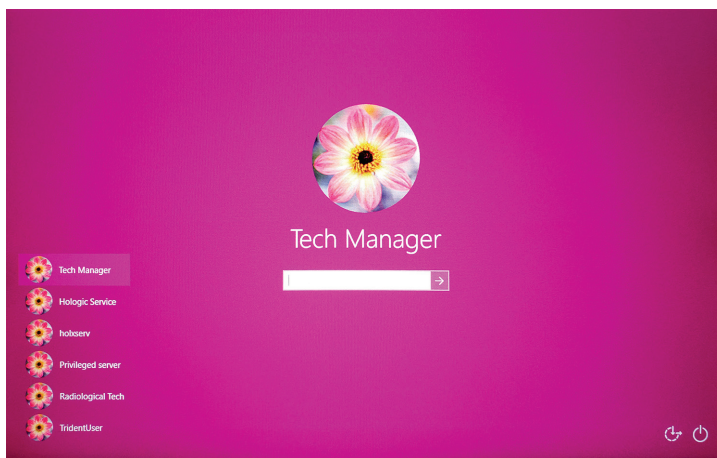 Tech Manager
Tech Manager
Hologic Service
holxserv
Privileged server
Radiological Tech
TridentUser